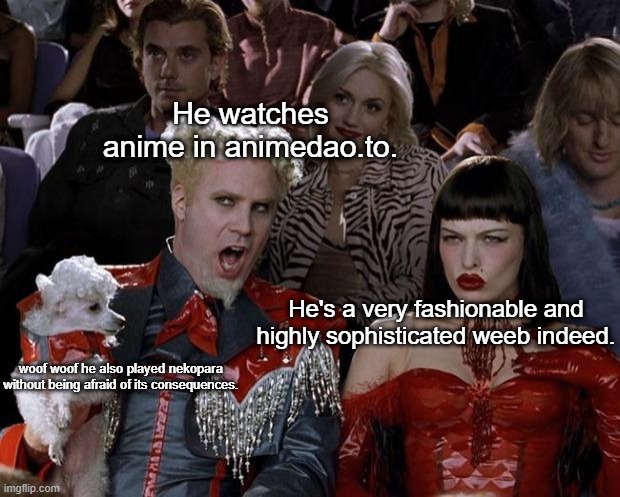 He watches
anime in animedao.to.
He's a very fashionable and
highly sophisticated weeb indeed.
woof woof he also played nekopara
without being afraid of its consequences.
imgflip.com